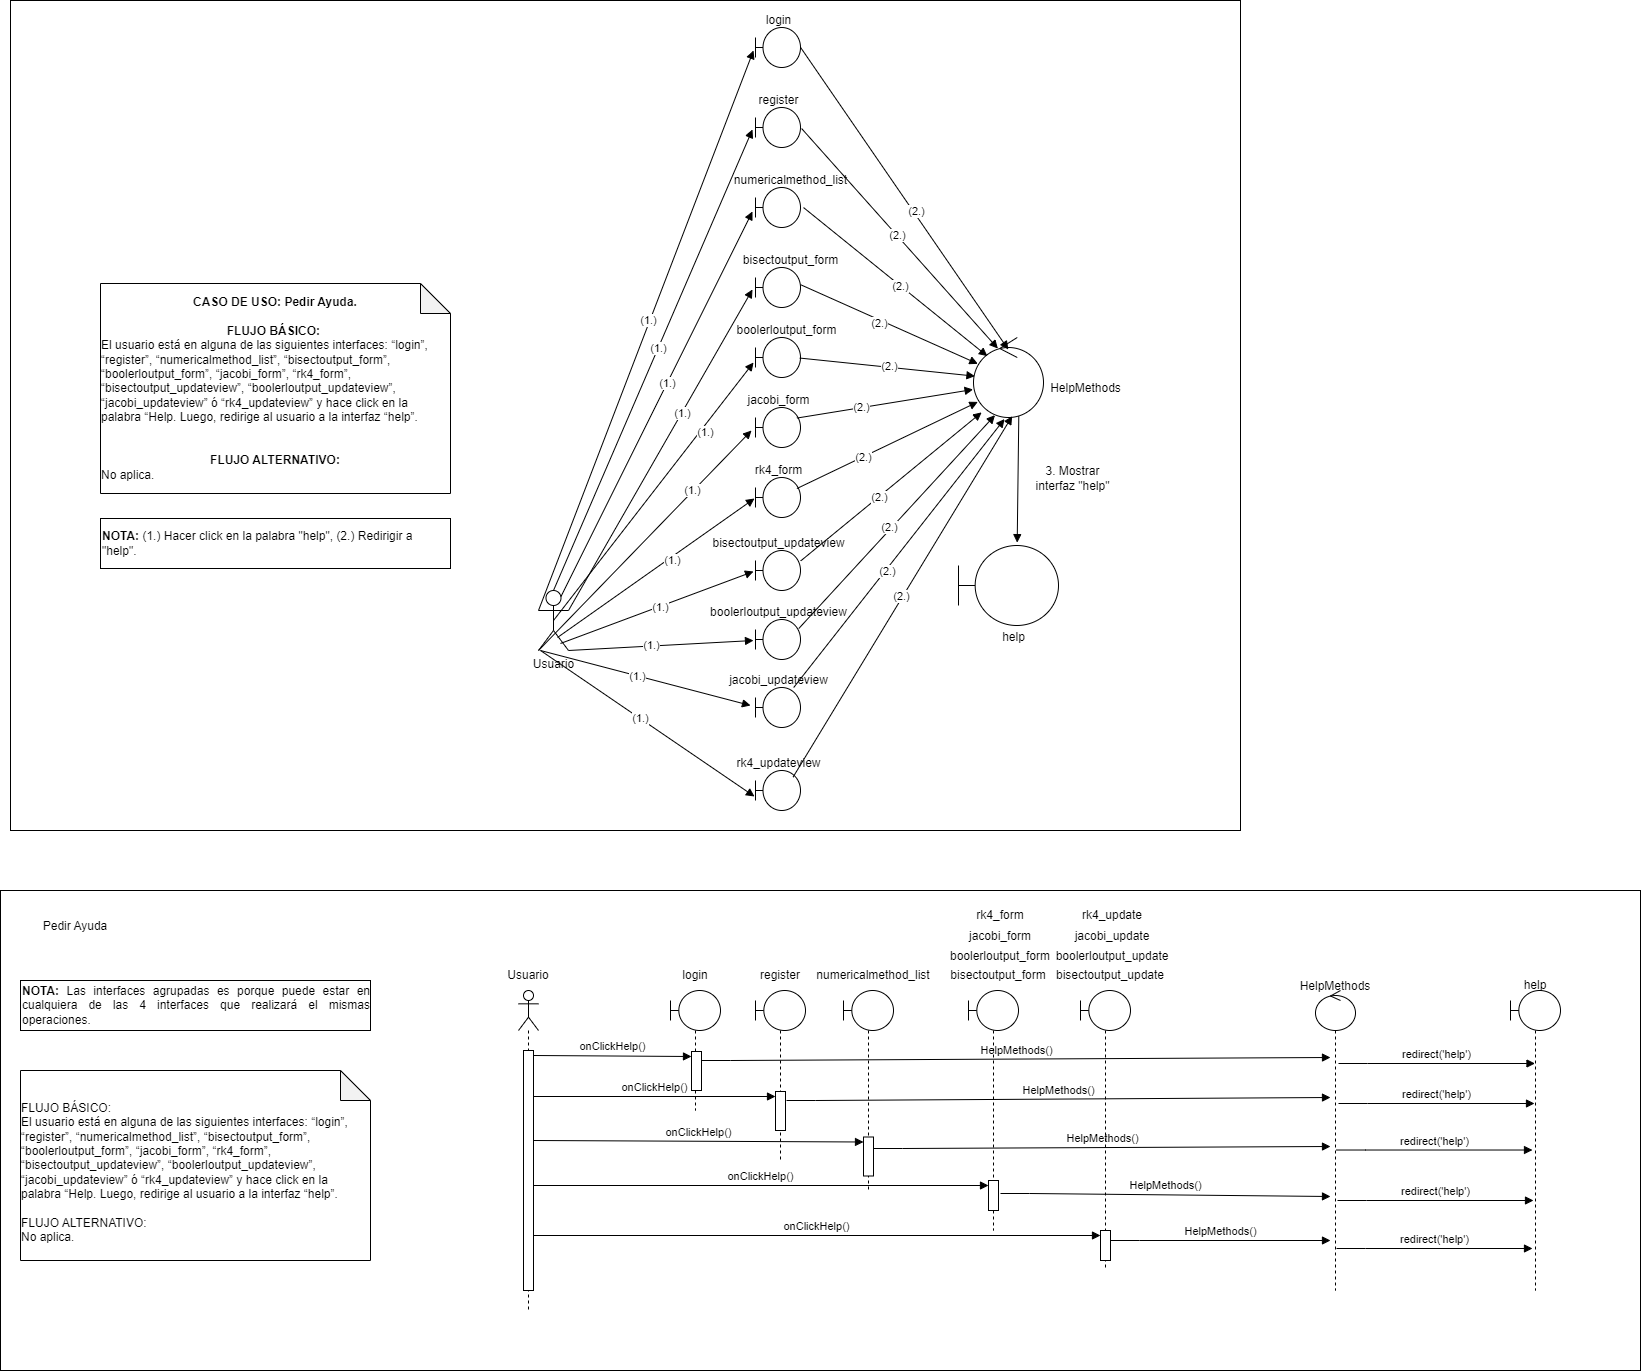 login
register
numericalmethod_list
bisectoutput_form
boolerloutput_form
jacobi_form
rk4_form
bisectoutput_updateview
boolerloutput_updateview
jacobi_updateview
rk4_updateview
(1.)
(1.)
(1.)
(1.)
(1.)
(1.)
(1.)
(1.)
(1.)
(1.)
(1.)
(2.)
(2.)
(2.)
(2.)
(2.)
(2.)
(2.)
(2.)
(2.)
(2.)
(2.)
HelpMethods
3. Mostrar
interfaz "help"
help
Usuario
CASO DE USO: Pedir Ayuda.
FLUJO BÁSICO:
El usuario está en alguna de las siguientes interfaces: “login”,
“register”, “numericalmethod_list”, “bisectoutput_form”,
“boolerloutput_form”, “jacobi_form”, “rk4_form”,
“bisectoutput_updateview”, “boolerloutput_updateview”,
“jacobi_updateview” ó “rk4_updateview” y hace click en la
palabra “Help. Luego, redirige al usuario a la interfaz “help”.
FLUJO ALTERNATIVO:
No aplica.
NOTA: (1.) Hacer click en la palabra "help", (2.) Redirigir a
"help".
Pedir Ayuda
NOTA: Las interfaces agrupadas es porque puede estar en
cualquiera de las 4 interfaces que realizará el mismas
operaciones.
FLUJO BÁSICO:
El usuario está en alguna de las siguientes interfaces: “login”,
“register”, “numericalmethod_list”, “bisectoutput_form”,
“boolerloutput_form”, “jacobi_form”, “rk4_form”,
“bisectoutput_updateview”, “boolerloutput_updateview”,
“jacobi_updateview” ó “rk4_updateview” y hace click en la
palabra “Help. Luego, redirige al usuario a la interfaz “help”.
FLUJO ALTERNATIVO:
No aplica.
Usuario
login
register
numericalmethod_list
rk4_form
jacobi_form
boolerloutput_form
bisectoutput_form
rk4_update
jacobi_update
boolerloutput_update
bisectoutput_update
HelpMethods
help
onClickHelp()
HelpMethods()
redirect('help')
onClickHelp()
HelpMethods()
redirect('help')
onClickHelp()
HelpMethods()
redirect('help')
onClickHelp()
HelpMethods()
redirect('help')
onClickHelp()
HelpMethods()
redirect('help')